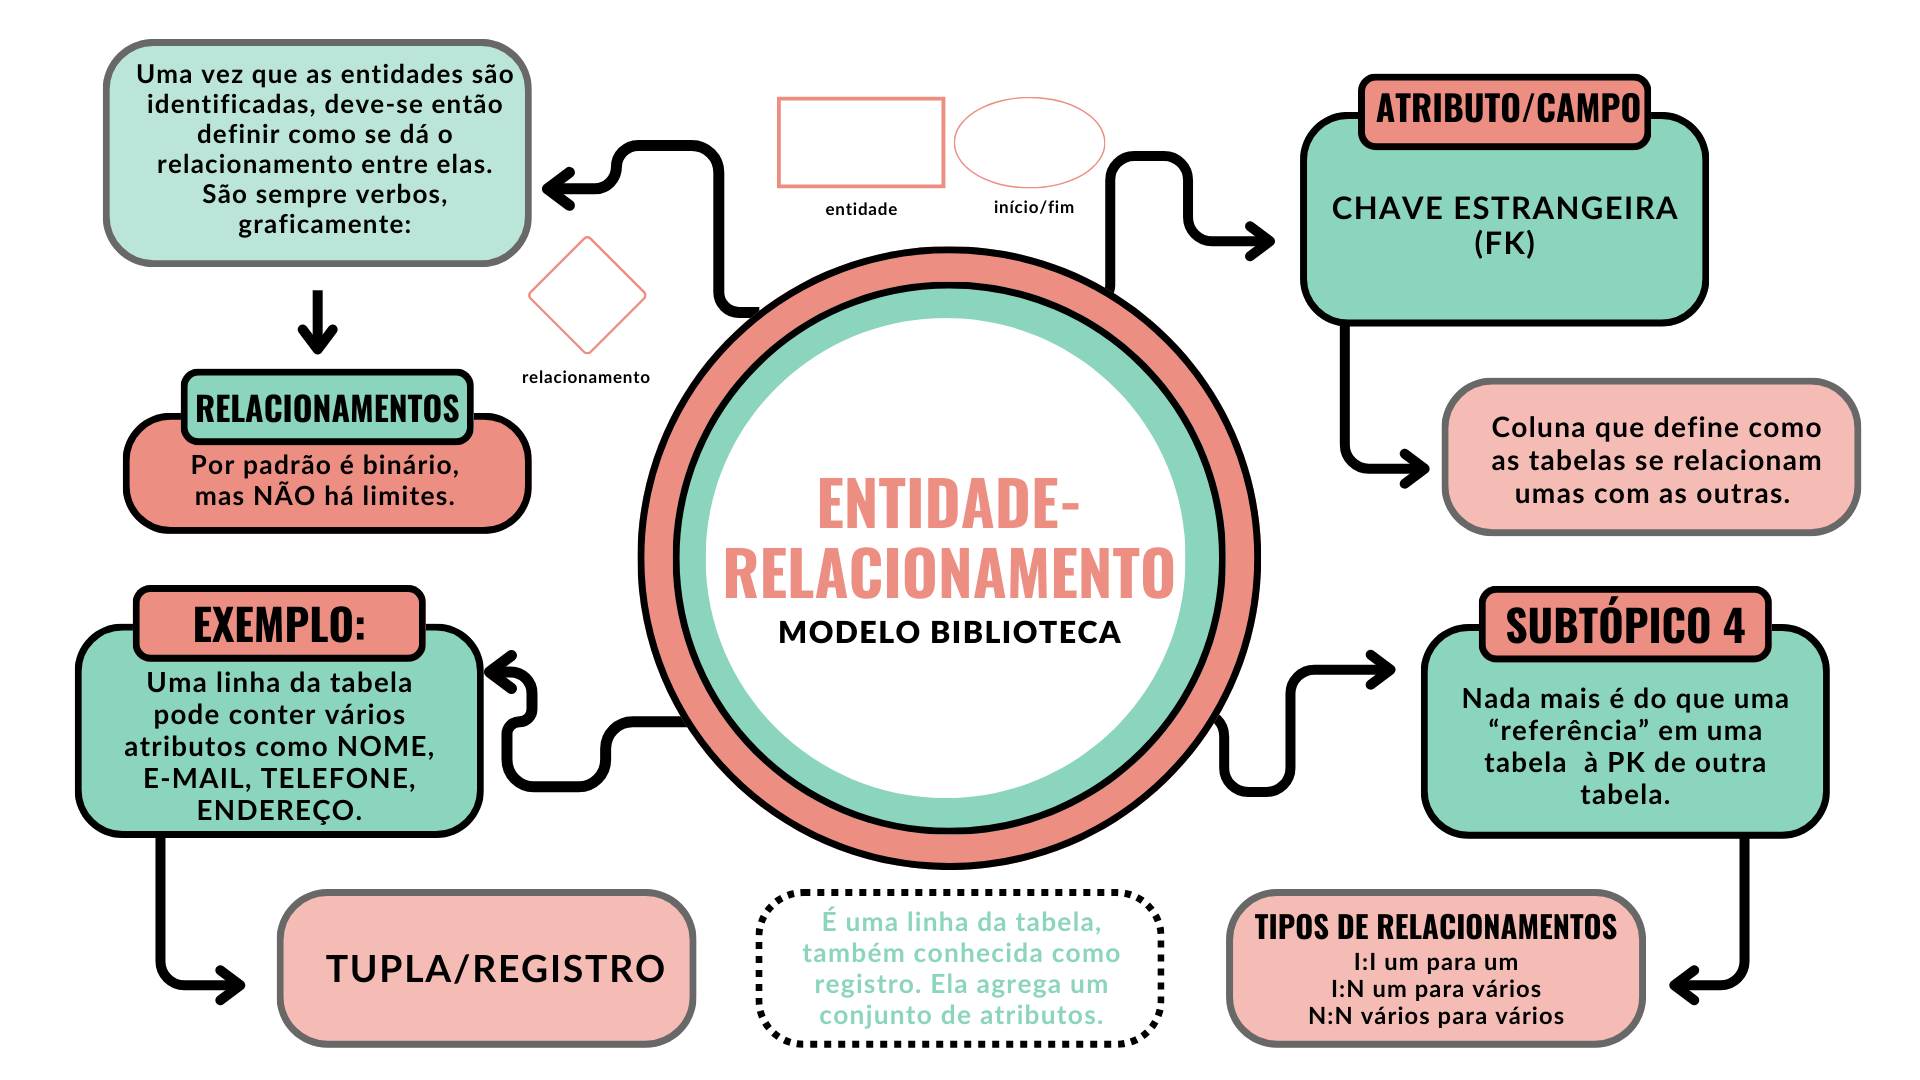 Uma vez que as entidades são
identificadas, deve-se então
definir como se dá o
relacionamento entre elas.
São sempre verbos,
graficamente:
relacionamento
entidade
início/fim
RELACIONAMENTOS
Por padrão é binário,
mas NÃO há limites.
ATRIBUTO/CAMPO
CHAVE ESTRANGEIRA
(FK)
Coluna que define como
as tabelas se relacionam
umas com as outras.
ENTIDADE-
RELACIONAMENTO
MODELO BIBLIOTECA
EXEMPLO:
Uma linha da tabela
pode conter vários
atributos como NOME,
E-MAIL, TELEFONE,
ENDEREÇO.
TUPLA/REGISTRO
É uma linha da tabela,
também conhecida como
registro. Ela agrega um
conjunto de atributos.
SUBTÓPICO 4
Nada mais é do que uma
“referência” em uma
tabela  à PK de outra
tabela.
TIPOS DE RELACIONAMENTOS
I:I um para um
I:N um para vários
N:N vários para vários